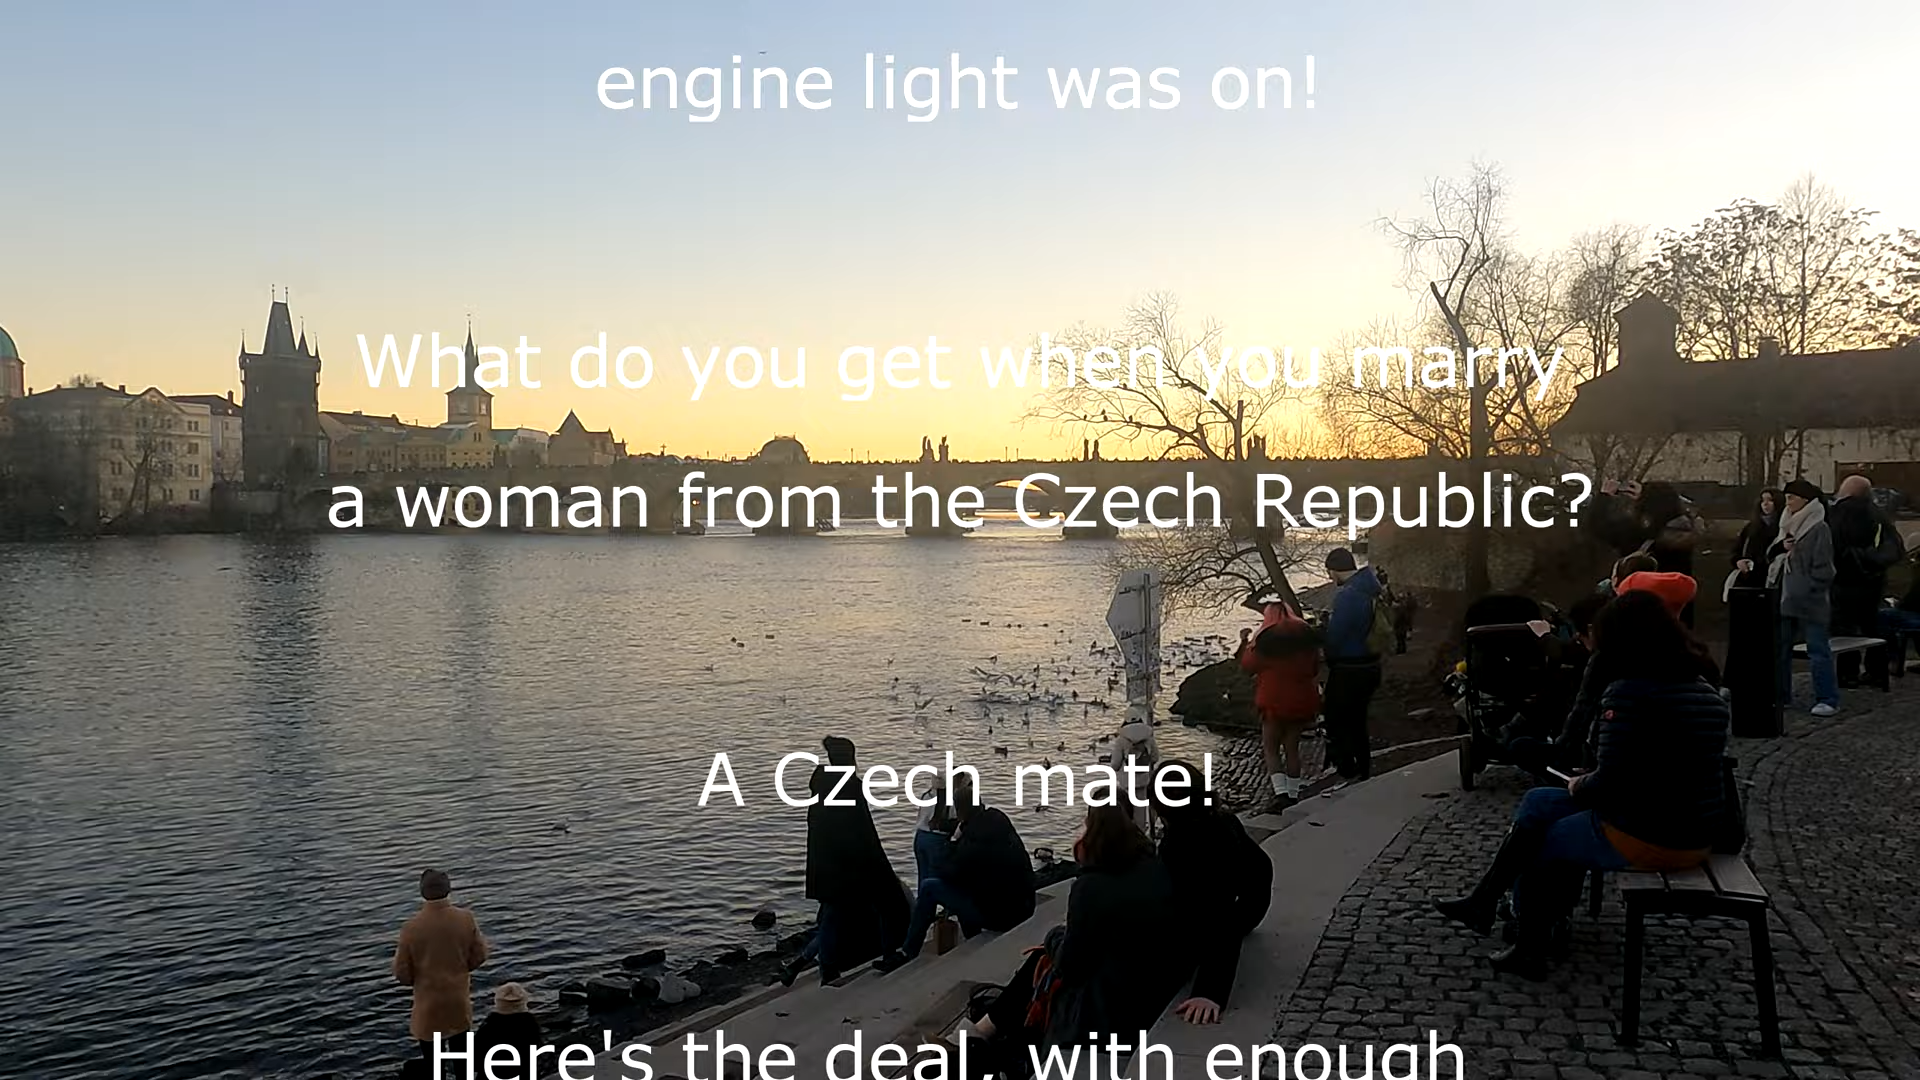 engine light was on!
What do you get when you marry
a woman from the Czech Republic?
A Czech mate!
Here's the deal, with enough